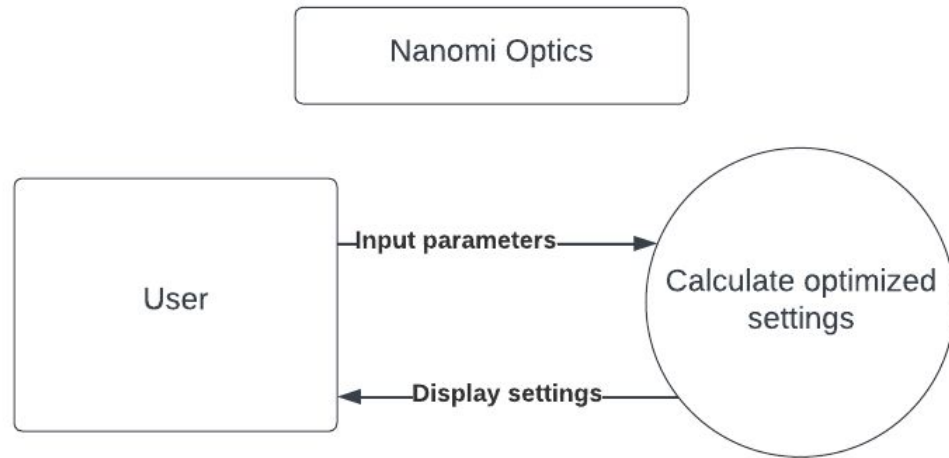 Nanomi Optics
Input parameters
User
Calculate optimized
settings
Display settings